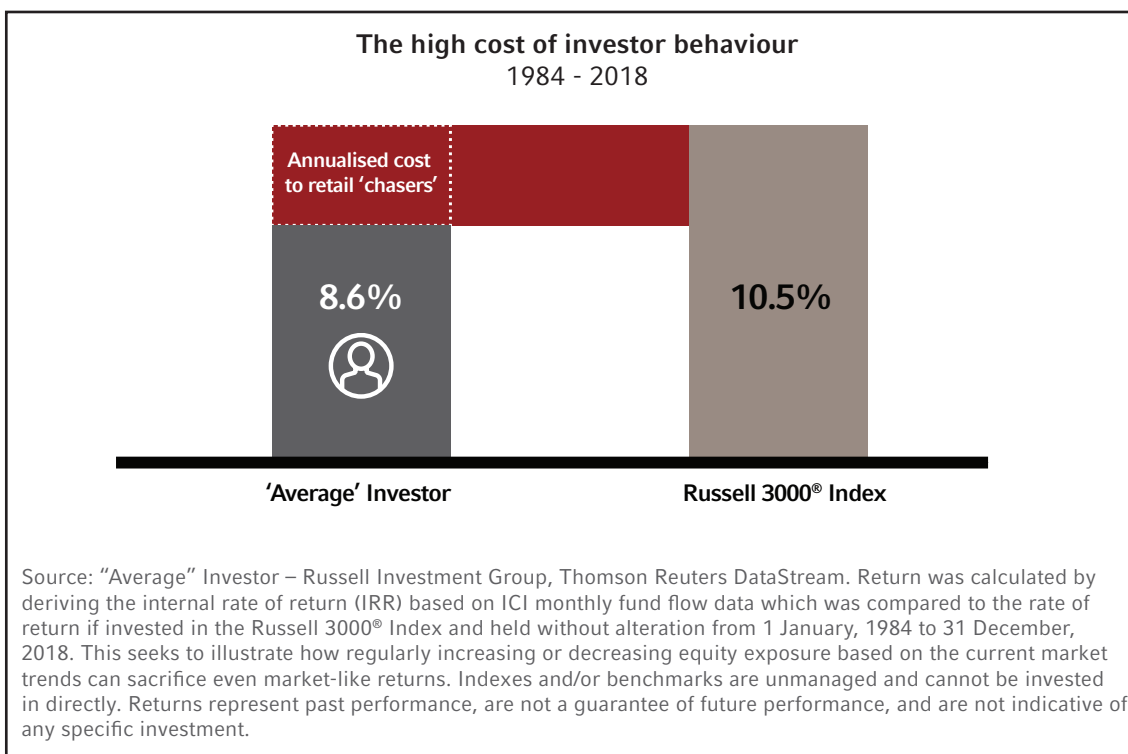 The high cost of investor behaviour
1984 - 2018
Annualised cost
to retail ‘chasers’
8.6%
10.5%
‘Average’ Investor
Russell 3000® Index
Source: “Average” Investor – Russell Investment Group, Thomson Reuters DataStream. Return was calculated by
deriving the internal rate of return (IRR) based on ICI monthly fund flow data which was compared to the rate of
return if invested in the Russell 3000® Index and held without alteration from 1 January, 1984 to 31 December,
2018. This seeks to illustrate how regularly increasing or decreasing equity exposure based on the current market
trends can sacrifice even market-like returns. Indexes and/or benchmarks are unmanaged and cannot be invested
in directly. Returns represent past performance, are not a guarantee of future performance, and are not indicative of
any specific investment.